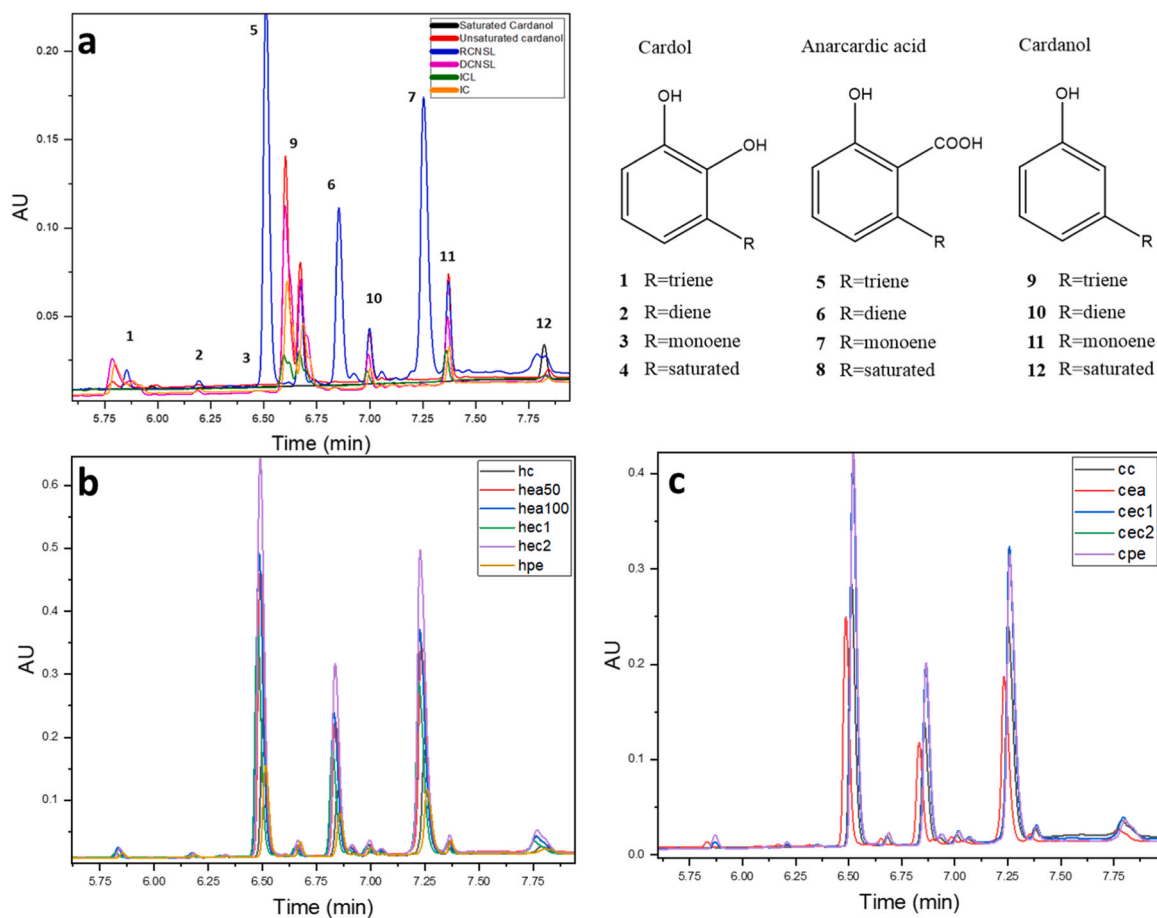 a
Saturated Cardanol
Unsaturated cardanol
RCNSL
DCNSL
ICL
IC
5
7
9
6
11
10
12
1
2
3
0.20
0.15
0.10
0.05
AU
5.75 6.00 6.25 6.50 6.75 7.00 7.25 7.50 7.75
Time (min)
Cardol
Anarcardic acid
Cardanol
OH
OH
R
OH
COOH
R
OH
R
1 R=triene
2 R=diene
3 R=monoene
4 R=saturated
5 R=triene
6 R=diene
7 R=monoene
8 R=saturated
9 R=triene
10 R=diene
11 R=monoene
12 R=saturated
b
hc
hea50
hea100
hec1
hec2
hpe
0.6
0.5
0.4
0.3
0.2
0.1
AU
5.75 6.00 6.25 6.50 6.75 7.00 7.25 7.50 7.75
Time (min)
c
cc
cea
cec1
cec2
cpe
0.4
0.3
0.2
0.1
0.0
AU
5.75 6.00 6.25 6.50 6.75 7.00 7.25 7.50 7.75
Time (min)